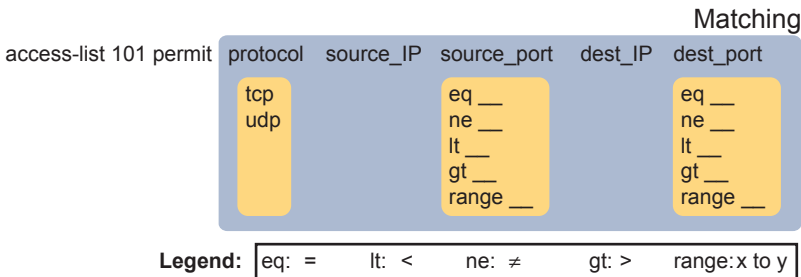 Matching
access-list 101 permit protocol source_IP source_port dest_IP dest_port
tcp eq __ eq __
udp ne __ ne __
lt __ lt __
gt __ gt __
range __ range __
Legend: eq: = lt: < ne: ≠ gt: > range:x to y